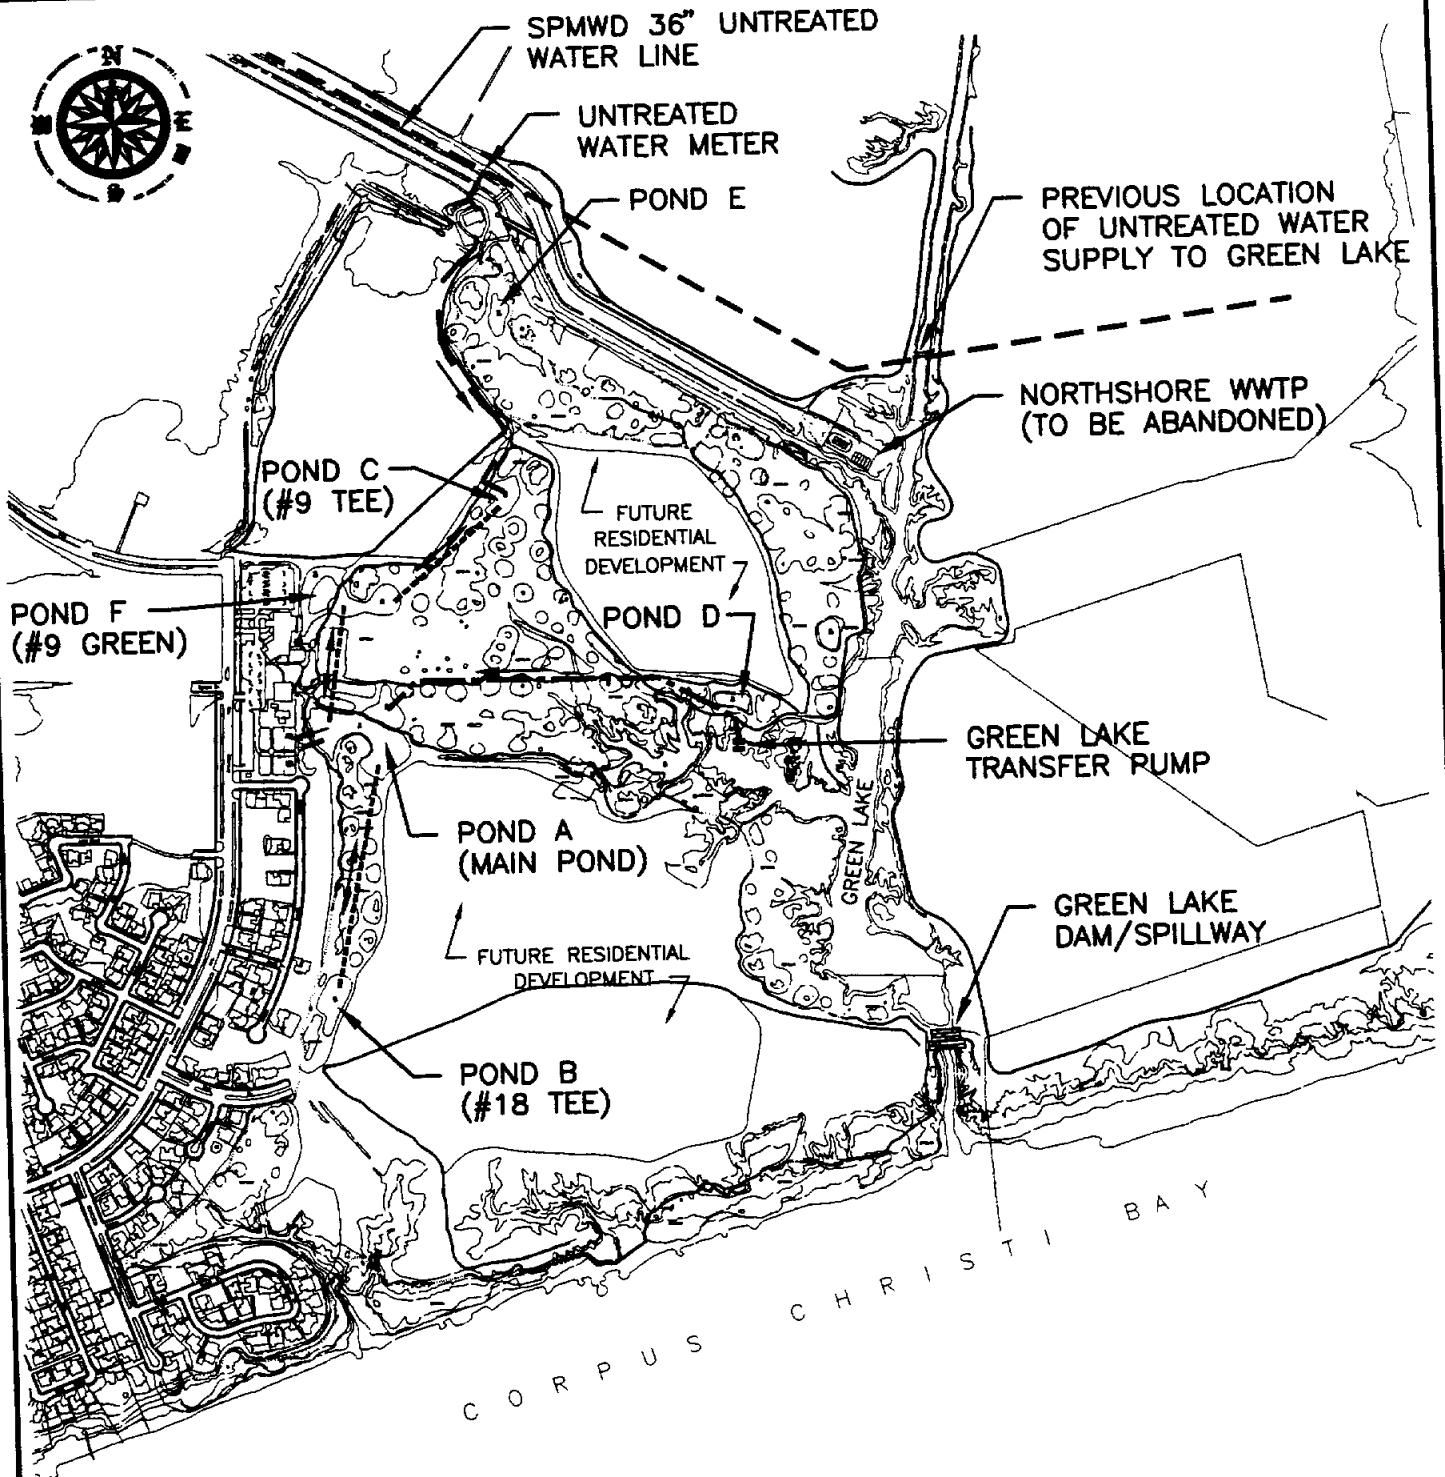 N
SPMWD 36" UNTREATED
WATER LINE
UNTREATED
WATER METER
POND E
PREVIOUS LOCATION
OF UNTREATED WATER
SUPPLY TO GREEN LAKE
NORTHSHORE WWTP
(TO BE ABANDONED)
POND C
(#9 TEE)
FUTURE
RESIDENTIAL
DEVELOPMENT
POND F
(#9 GREEN)
POND D
GREEN LAKE
TRANSFER PUMP
POND A
(MAIN POND)
GREEN LAKE
GREEN LAKE
DAM/SPILLWAY
FUTURE RESIDENTIAL
DEVELOPMENT
POND B
(#18 TEE)
CORPUS CHRISTI BAY